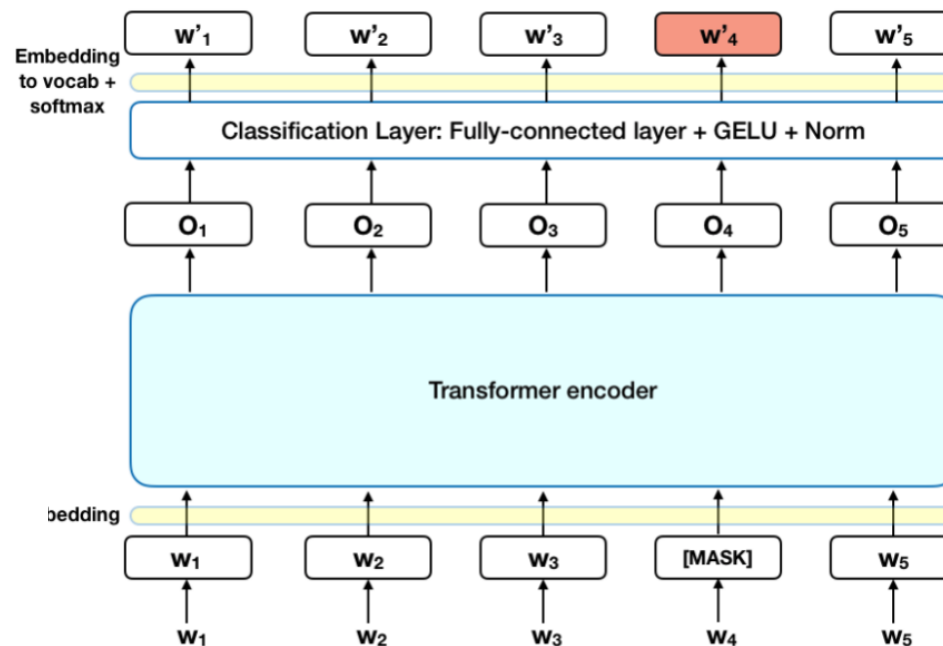 w'₁ w'₂ w'₃ w'₄ w'₅
Embedding
to vocab +
softmax
Classification Layer: Fully-connected layer + GELU + Norm
O₁ O₂ O₃ O₄ O₅
Transformer encoder
bedding
w₁ w₂ w₃ [MASK] w₅
w₁ w₂ w₃ w₄ w₅